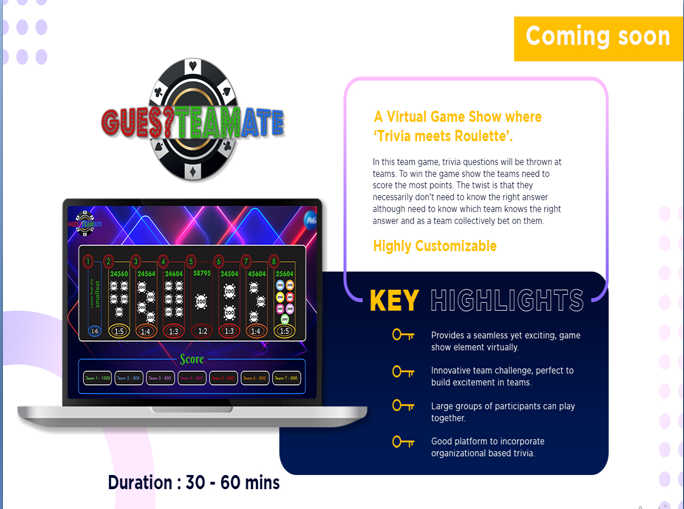 Coming soon
GUES?TEAMATE
A Virtual Game Show where
‘Trivia meets Roulette’.
In this team game, trivia questions will be thrown at
teams. To win the game show the teams need to
score the most points. The twist is that they
necessarily don't need to know the right answer
although need to know which team knows the right
answer and as a team collectively bet on them.
Highly Customizable
KEY HIGHLIGHTS
Provides a seamless yet exciting, game
show element virtually.
Innovative team challenge, perfect to
build excitement in teams.
Large groups of participants can play
together.
Good platform to incorporate
organizational based trivia.
P&G
1 2 3 4 5 6 7 8
24560 24564 24604 58795 24504 45604 25604
smallest
1:6 1:5 1:4 1:3 1:2 1:3 1:4 1:5
Score
Team 1 : 1000 Team 2 : 800 Team 3 : 800 Team 6 : 800 Team 7 : 800
Duration : 30 - 60 mins